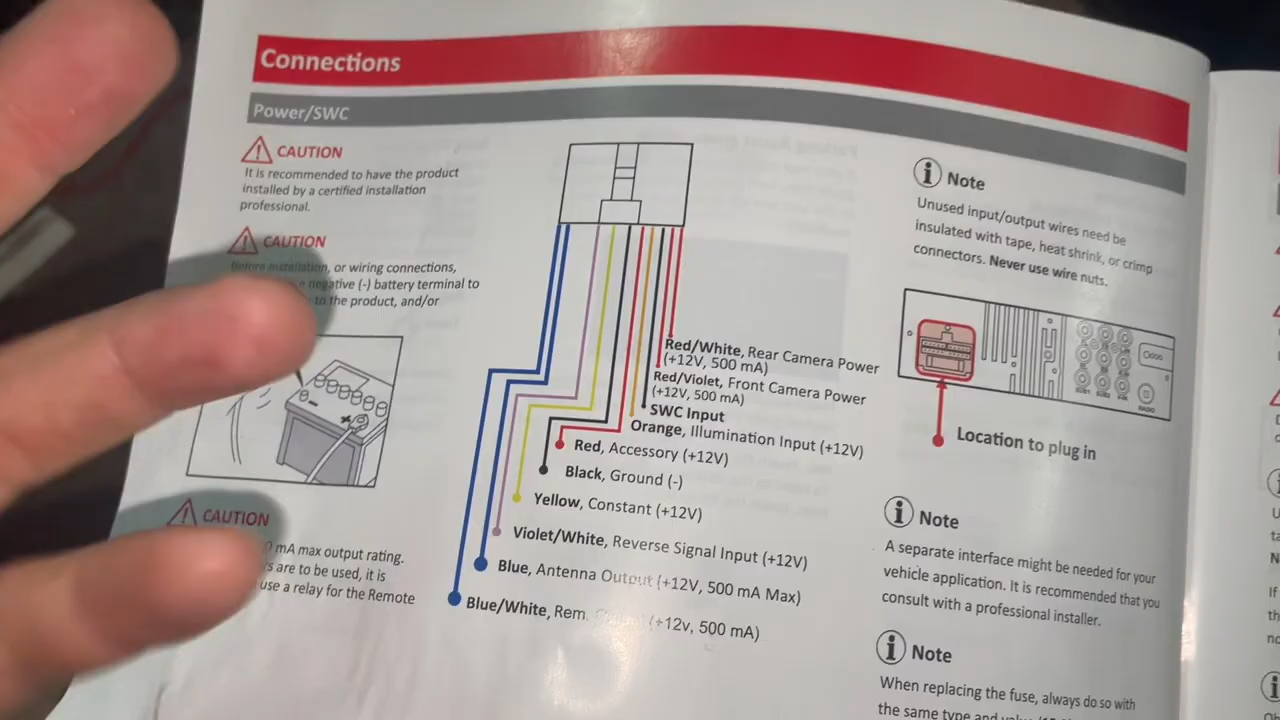 Connections
Power/SWC
CAUTION
It is recommended to have the product
installed by a certified installation
professional.
CAUTION
Before installation, or wiring connections,
negative (-) battery terminal to
to the product, and/or
CAUTION
mA max output rating.
are to be used, it is
use a relay for the Remote
Red/White, Rear Camera Power
(+12V, 500 mA)
Red/Violet, Front Camera Power
(+12V, 500 mA)
SWC Input
Orange, Illumination Input (+12V)
Red, Accessory (+12V)
Black, Ground (-)
Yellow, Constant (+12V)
Violet/White, Reverse Signal Input (+12V)
Blue, Antenna Output (+12V, 500 mA Max)
Blue/White, (+12v, 500 mA)
Note
Unused input/output wires need be
insulated with tape, heat shrink, or crimp
connectors. Never use wire nuts.
RADIO
Location to plug in
Note
A separate interface might be needed for your
vehicle application. It is recommended that you
consult with a professional installer.
Note
When replacing the fuse, always do so with
the same type and
If